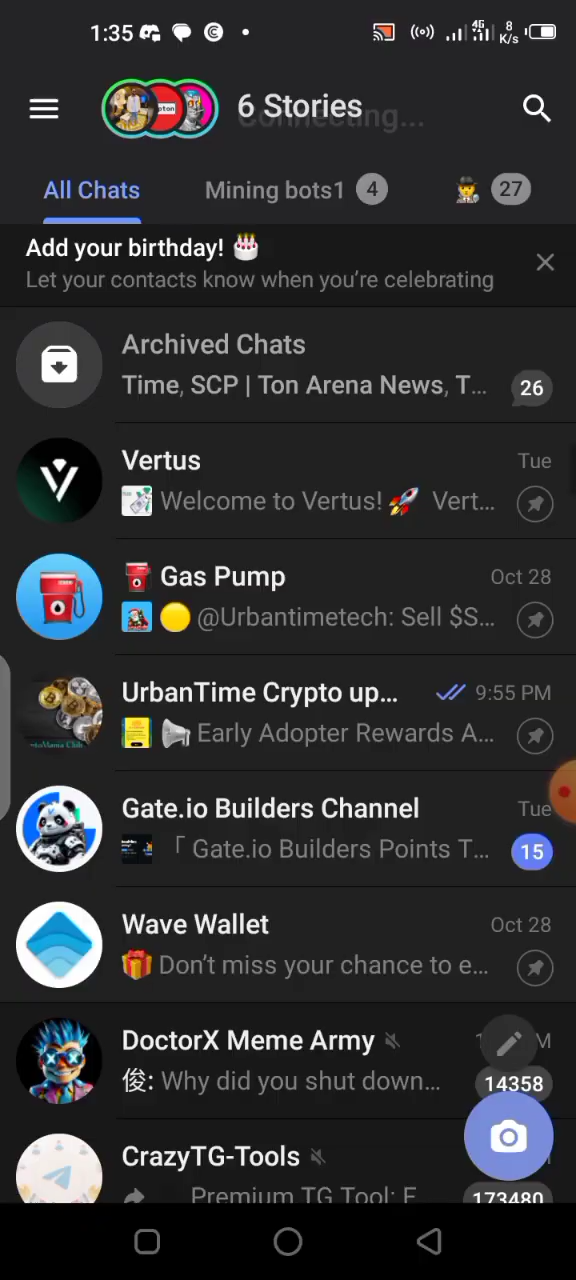 1:35
4G
8
K/s
6 Stories
Connecting...
All Chats
Mining bots1 4
27
Add your birthday! 🎂
Let your contacts know when you're celebrating
Archived Chats
Time, SCP | Ton Arena News, T...
26
Vertus
Tue
Welcome to Vertus! 🚀 Vert...
Gas Pump
Oct 28
@Urbantimetech: Sell $S...
UrbanTime Crypto up...
9:55 PM
Early Adopter Rewards A...
Gate.io Builders Channel
Tue
「 Gate.io Builders Points T...
15
Wave Wallet
Oct 28
🎁 Don't miss your chance to e...
DoctorX Meme Army
俊: Why did you shut down...
14358
CrazyTG-Tools
Premium TG Tool: F
173480